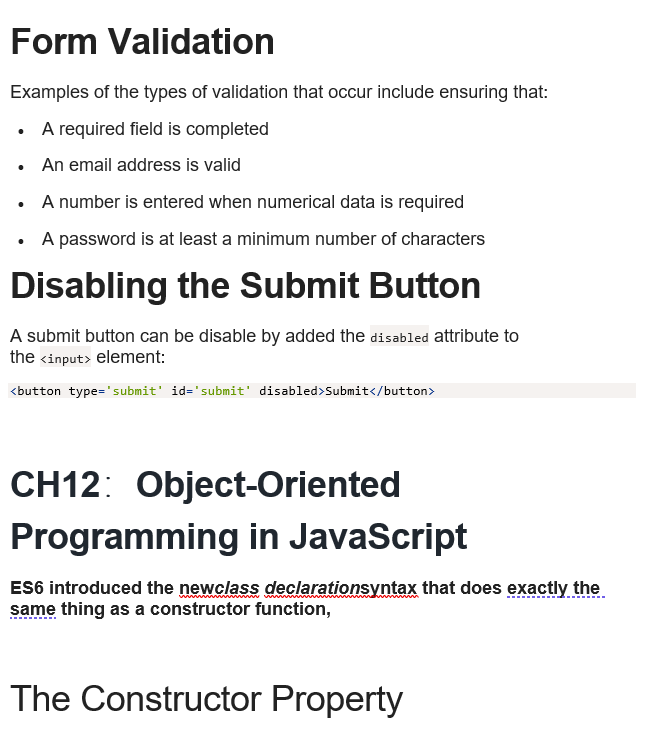 Form Validation
Examples of the types of validation that occur include ensuring that:
• A required field is completed
• An email address is valid
• A number is entered when numerical data is required
• A password is at least a minimum number of characters
Disabling the Submit Button
A submit button can be disable by added the disabled attribute to
the <input> element:
<button type='submit' id='submit' disabled>Submit</button>
CH12： Object-Oriented
Programming in JavaScript
ES6 introduced the newclass declarationsyntax that does exactly the
same thing as a constructor function,
The Constructor Property